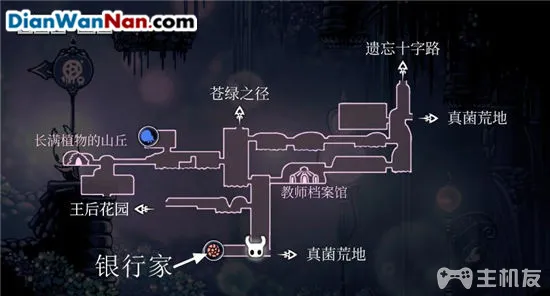 DianWanNan.com
遗忘十字路
苍绿之径
真菌荒地
长满植物的山丘
教师档案馆
王后花园
银行家
真菌荒地
主机友